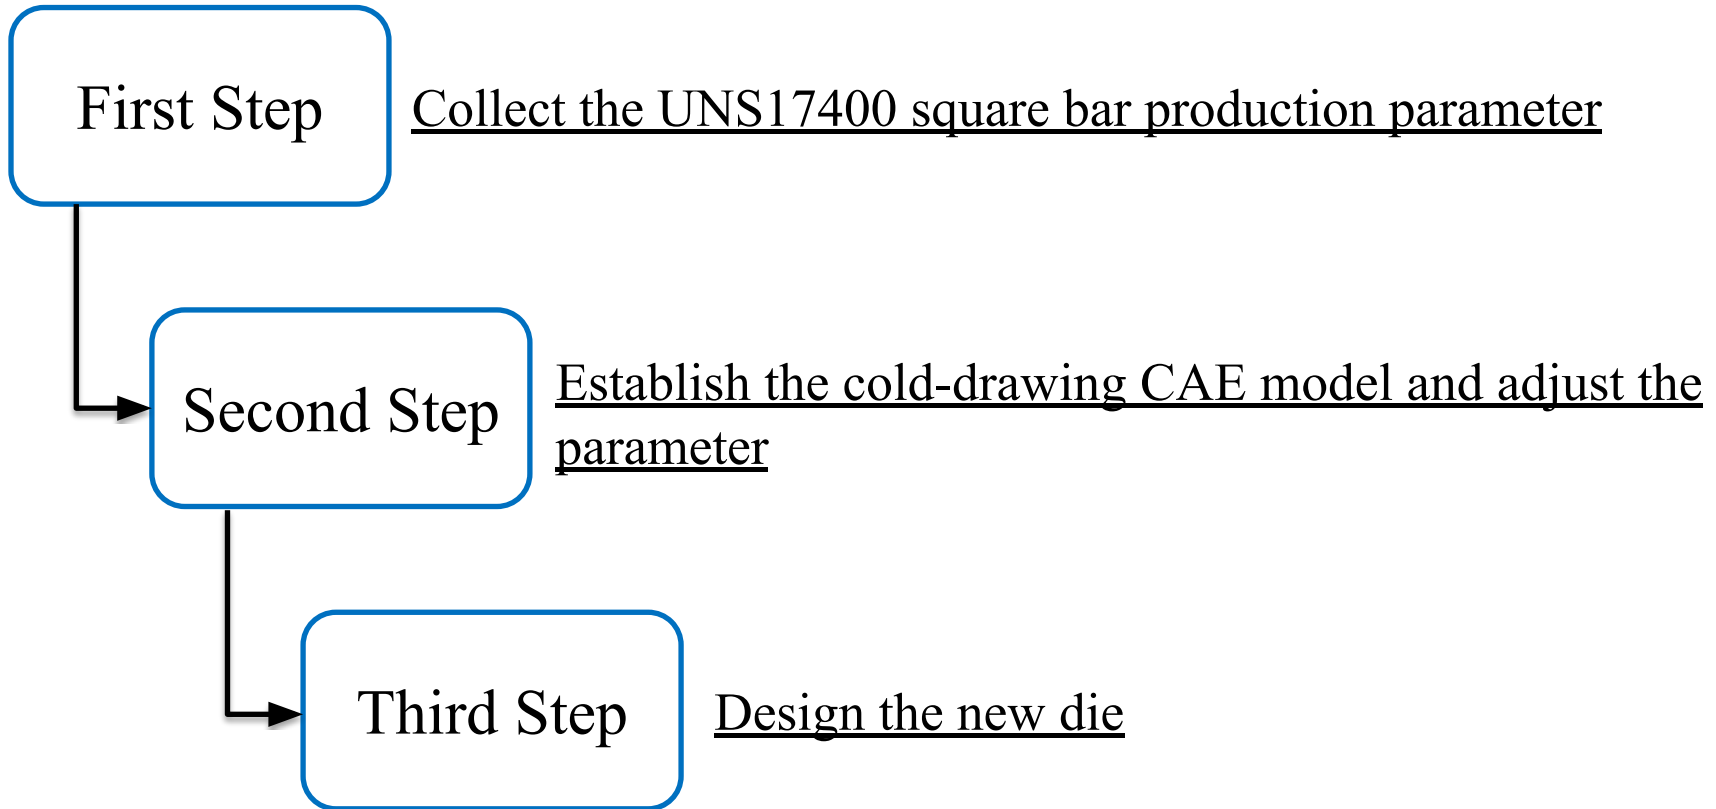 First Step
Collect the UNS17400 square bar production parameter
Second Step
Establish the cold-drawing CAE model and adjust the
parameter
Third Step
Design the new die